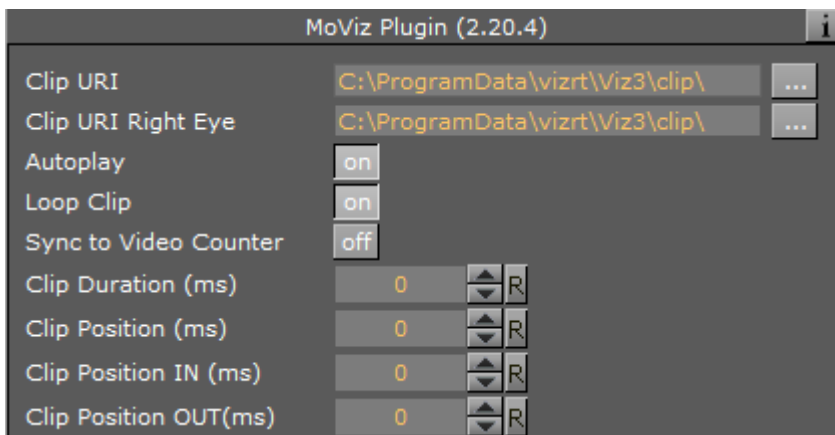 MoViz Plugin (2.20.4) i
Clip URI C:\ProgramData\vizrt\Viz3\clip\ ...
Clip URI Right Eye C:\ProgramData\vizrt\Viz3\clip\ ...
Autoplay on
Loop Clip on
Sync to Video Counter off
Clip Duration (ms) 0 R
Clip Position (ms) 0 R
Clip Position IN (ms) 0 R
Clip Position OUT(ms) 0 R